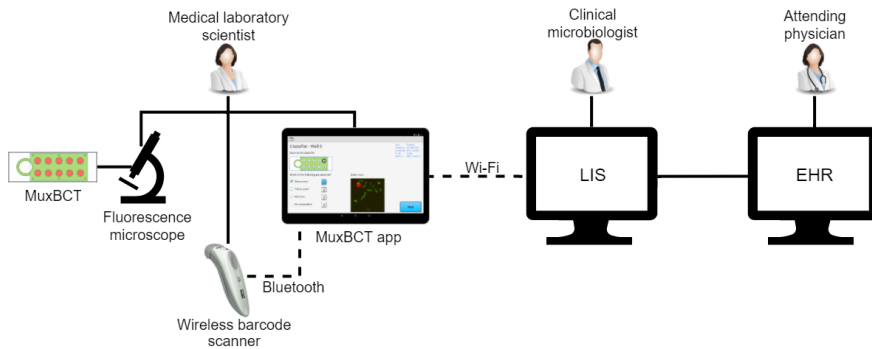 Medical laboratory
scientist
Clinical
microbiologist
Attending
physician
MuxBCT
Fluorescence
microscope
MuxBCT app
Wi-Fi
LIS
EHR
Bluetooth
Wireless barcode
scanner